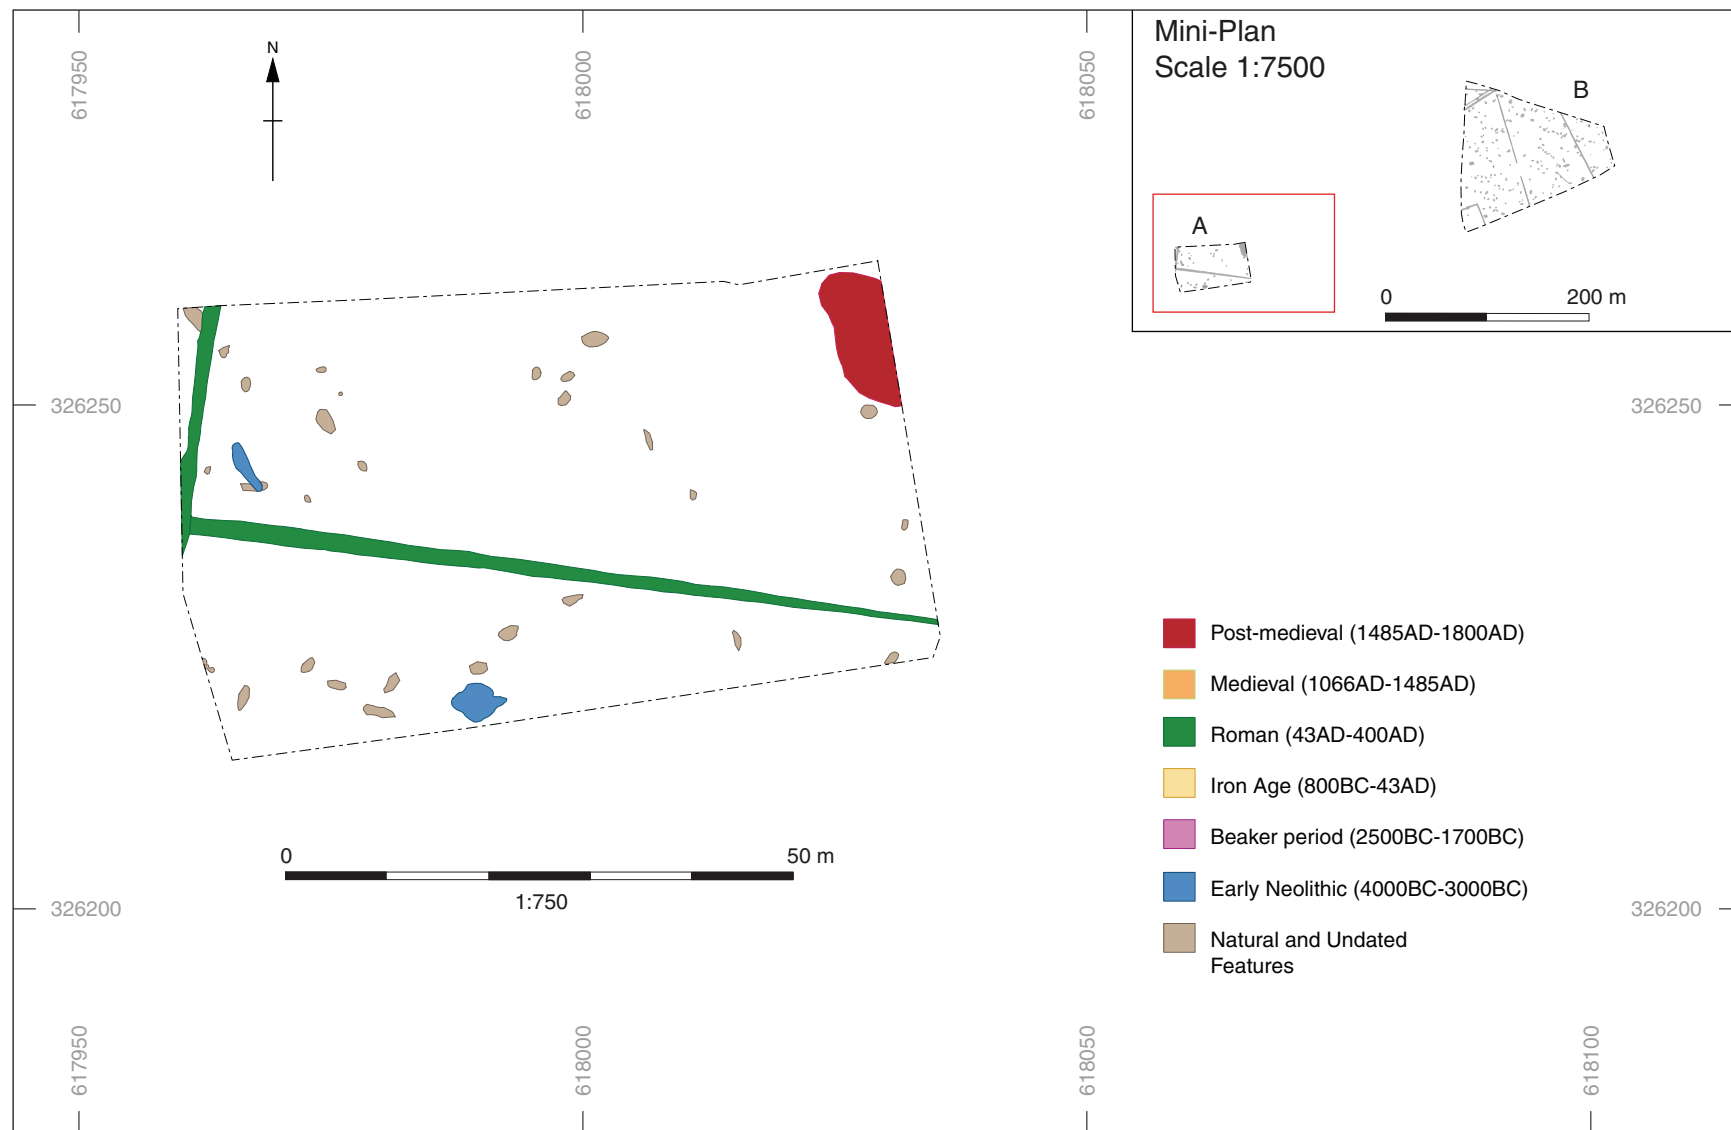 617950
618000
618050
N
Mini-Plan
Scale 1:7500
B
A
0 200 m
326250
326250
0 50 m
1:750
326200
326200
Post-medieval (1485AD-1800AD)
Medieval (1066AD-1485AD)
Roman (43AD-400AD)
Iron Age (800BC-43AD)
Beaker period (2500BC-1700BC)
Early Neolithic (4000BC-3000BC)
Natural and Undated
Features
617950
618000
618050
618100